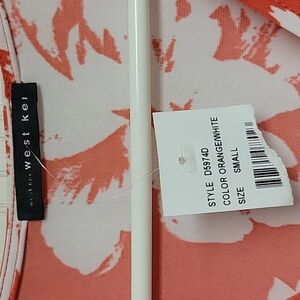 west kei
STYLE D5974D
COLOR ORANGE/WHITE
SIZE SMALL